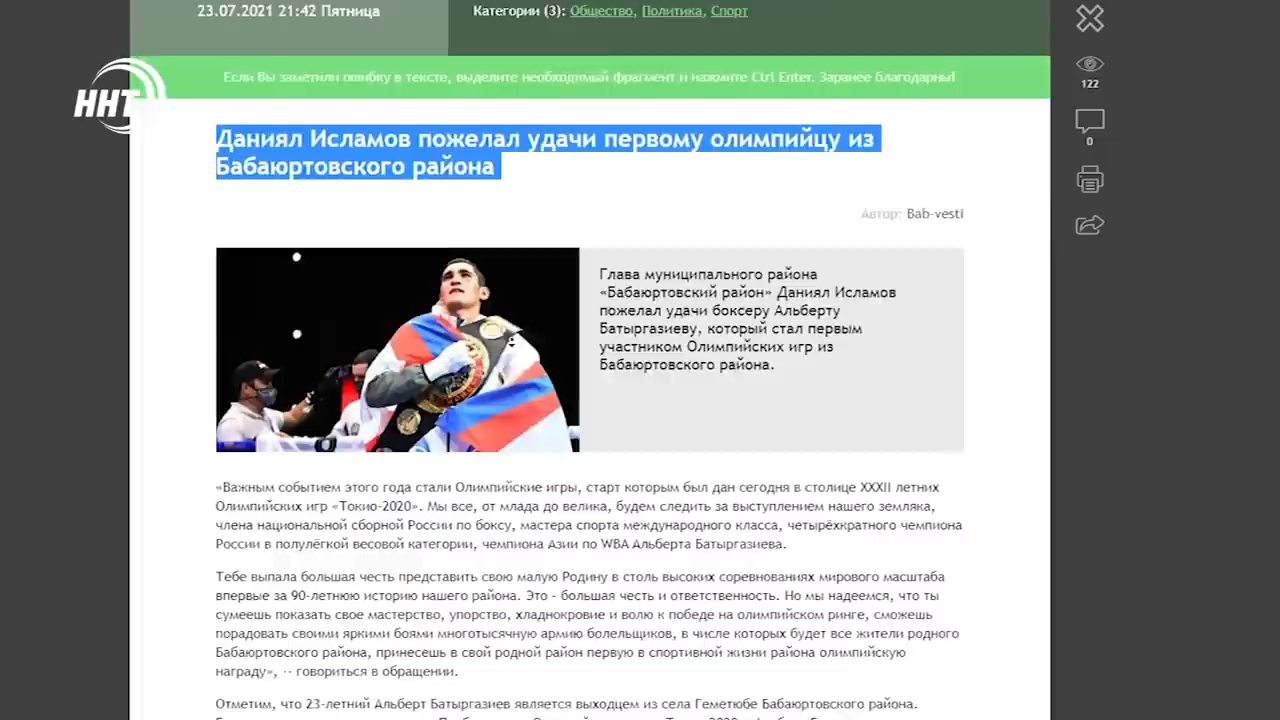 23.07.2021 21:42 Пятница
Категории (3): Общество, Политика, Спорт
Если Вы заметили ошибку в тексте, выделите необходимый фрагмент и нажмите Ctrl Enter. Заранее благодарны!
ННТ
122
0
Даниял Исламов пожелал удачи первому олимпийцу из
Бабаюртовского района
Автор: Bab-vesti
Глава муниципального района
«Бабаюртовский район» Даниял Исламов
пожелал удачи боксеру Альберту
Батыргазиеву, который стал первым
участником Олимпийских игр из
Бабаюртовского района.
«Важным событием этого года стали Олимпийские игры, старт которым был дан сегодня в столице XXXII летних
Олимпийских игр «Токио-2020». Мы все, от млада до велика, будем следить за выступлением нашего земляка,
члена национальной сборной России по боксу, мастера спорта международного класса, четырёхкратного чемпиона
России в полулёгкой весовой категории, чемпиона Азии по WBA Альберта Батыргазиева.
Тебе выпала большая честь представить свою малую Родину в столь высоких соревнованиях мирового масштаба
впервые за 90-летнюю историю нашего района. Это - большая честь и ответственность. Но мы надеемся, что ты
сумеешь показать свое мастерство, упорство, хладнокровие и волю к победе на олимпийском ринге, сможешь
порадовать своими яркими боями многотысячную армию болельщиков, в числе которых будет все жители родного
Бабаюртовского района, принесешь в свой родной район первую в спортивной жизни района олимпийскую
награду», -- говориться в обращении.
Отметим, что 23-летний Альберт Батыргазиев является выходцем из села Геметюбе Бабаюртовского района.